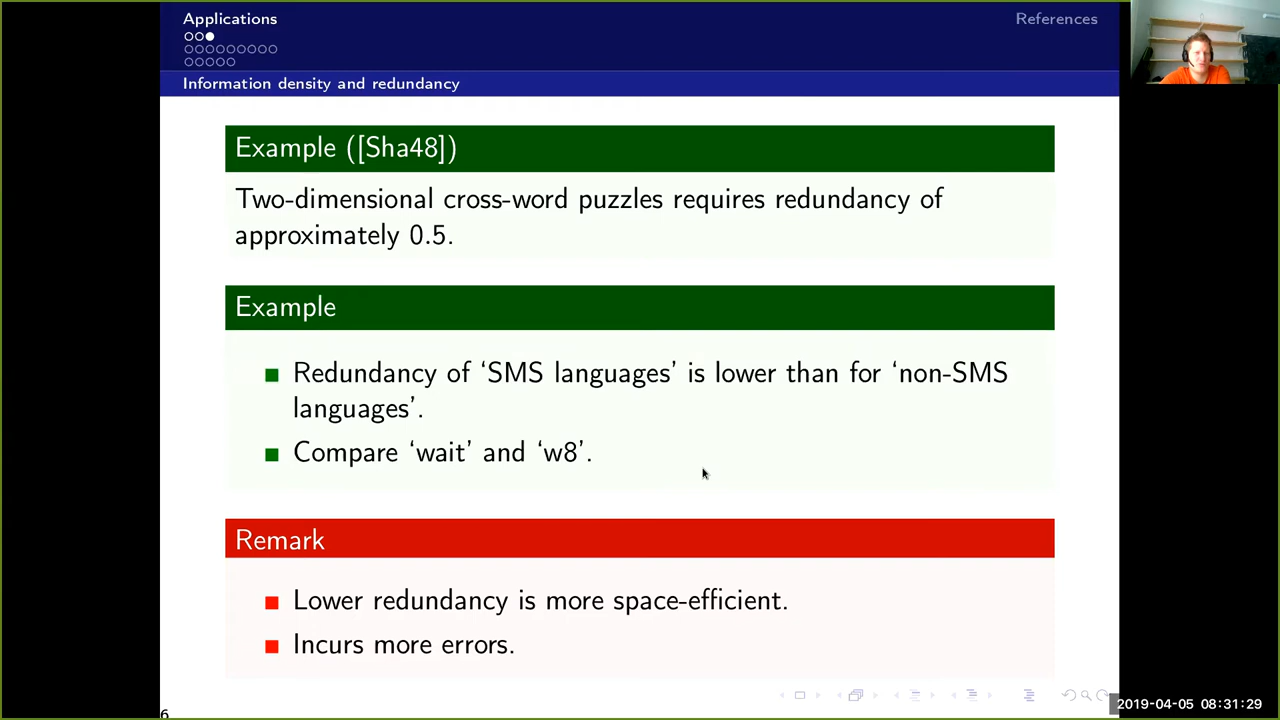 Applications
References
Information density and redundancy
Example ([Sha48])
Two-dimensional cross-word puzzles requires redundancy of
approximately 0.5.
Example
Redundancy of ‘SMS languages’ is lower than for ‘non-SMS
languages’.
Compare ‘wait’ and ‘w8’.
Remark
Lower redundancy is more space-efficient.
Incurs more errors.
6
2019-04-05 08:31:29